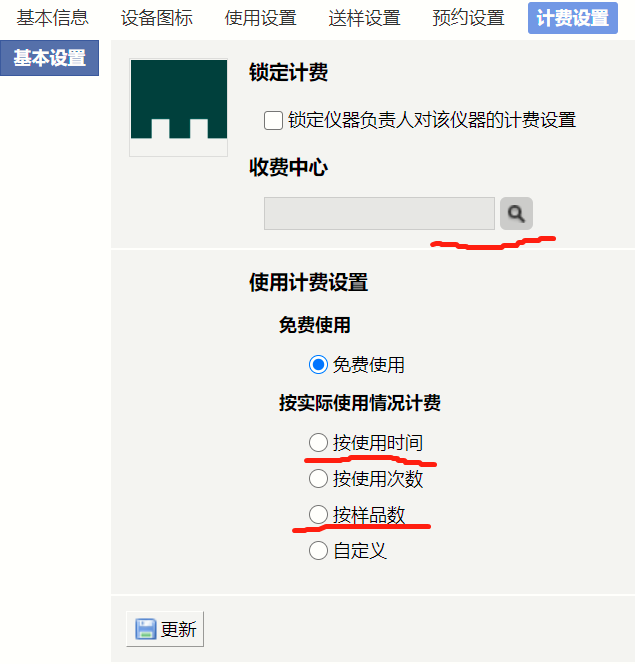 基本信息 设备图标 使用设置 送样设置 预约设置 计费设置
基本设置
锁定计费
锁定仪器负责人对该仪器的计费设置
收费中心
使用计费设置
免费使用
免费使用
按实际使用情况计费
按使用时间
按使用次数
按样品数
自定义
更新